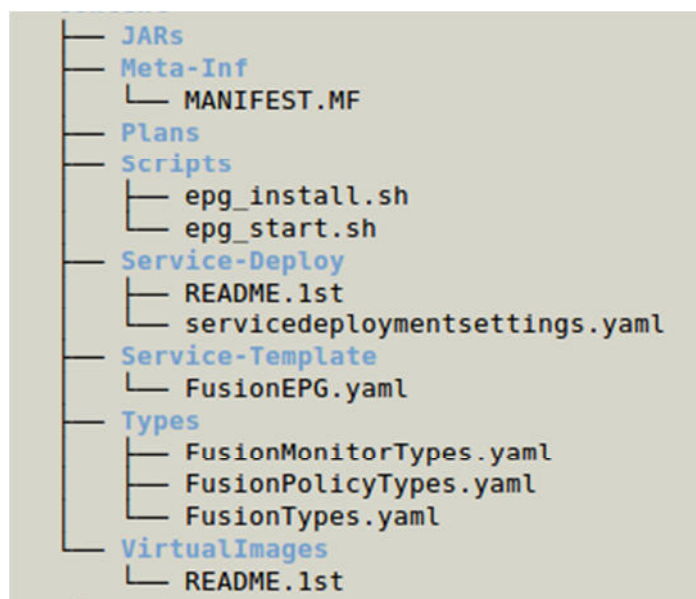 JARs
Meta-Inf
MANIFEST.MF
Plans
Scripts
epg_install.sh
epg_start.sh
Service-Deploy
README.1st
servicedeploymentsettings.yaml
Service-Template
FusionEPG.yaml
Types
FusionMonitorTypes.yaml
FusionPolicyTypes.yaml
FusionTypes.yaml
VirtualImages
README.1st